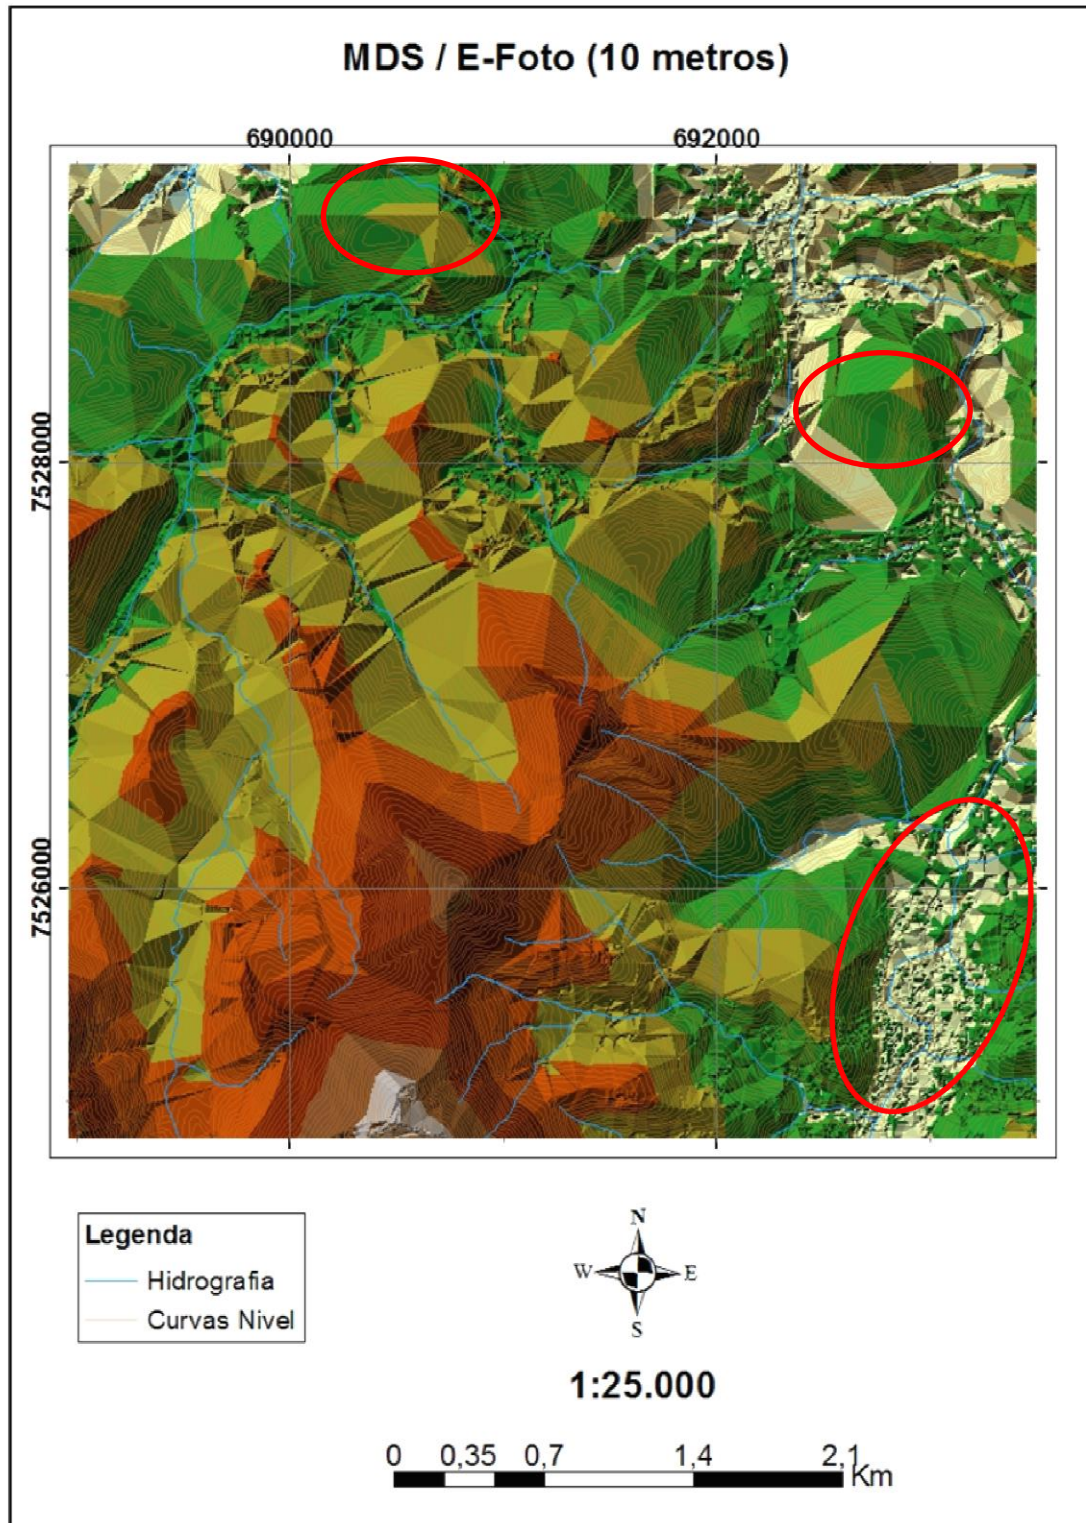 MDS / E-Foto (10 metros)
690000 692000
7528000
7526000
Legenda
Hidrografia
Curvas Nivel
N
W E
S
1:25.000
0 0,35 0,7 1,4 2,1
Km